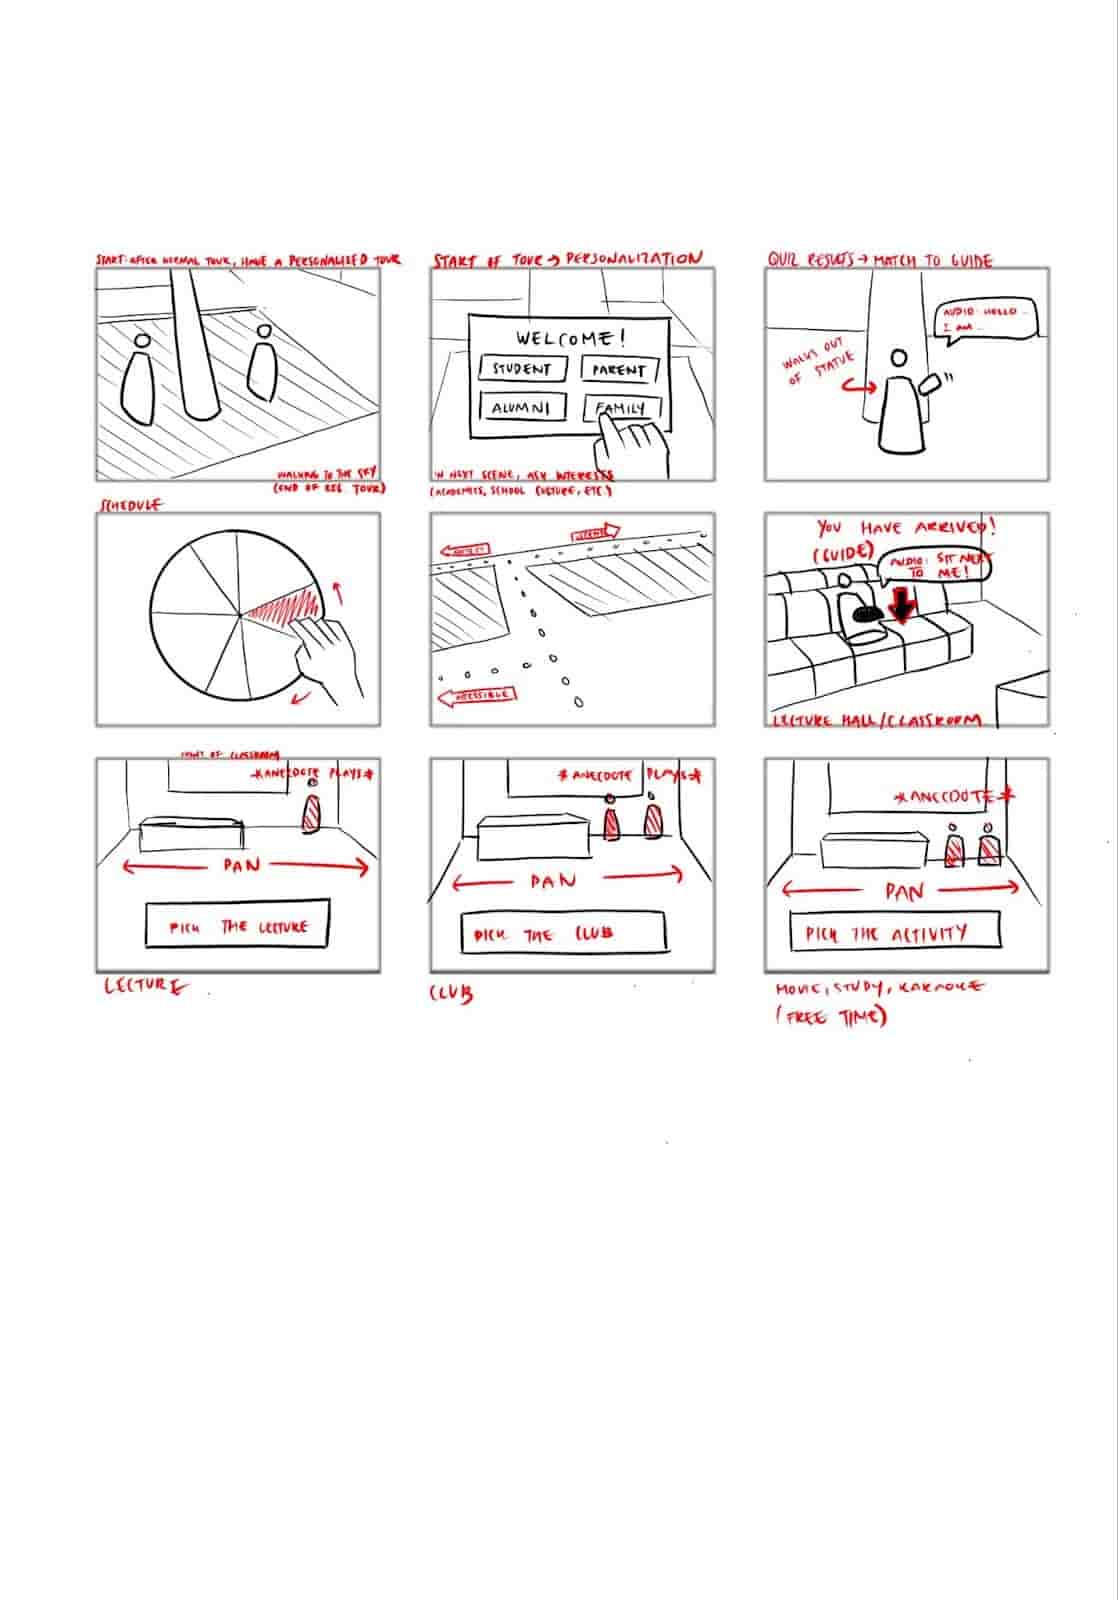 START: AFTER NORMAL TOUR, HAVE A PERSONALIZED TOUR
WALKING TO THE SKY
(END OF REG. TOUR)
START OF TOUR → PERSONALIZATION
WELCOME!
STUDENT
PARENT
ALUMNI
FAMILY
IN NEXT SCENE, ASK INTERESTS
(ACADEMICS, SCHOOL CULTURE, ETC.)
QUIZ RESULTS → MATCH TO GUIDE
AUDIO: HELLO...
I AM...
WALKS OUT
OF STATUE
SCHEDULE
ACCESSIBLE
YOU HAVE ARRIVED!
(GUIDE)
AUDIO: SIT NEXT
TO ME!
LECTURE HALL/CLASSROOM
FRONT OF CLASSROOM
*ANECDOTE PLAYS*
PAN
PICK THE LECTURE
LECTURE
*ANECDOTE PLAYS*
PAN
PICK THE CLUB
CLUB
*ANECDOTE*
PAN
PICK THE ACTIVITY
MOVIE, STUDY, KARAOKE
(FREE TIME)